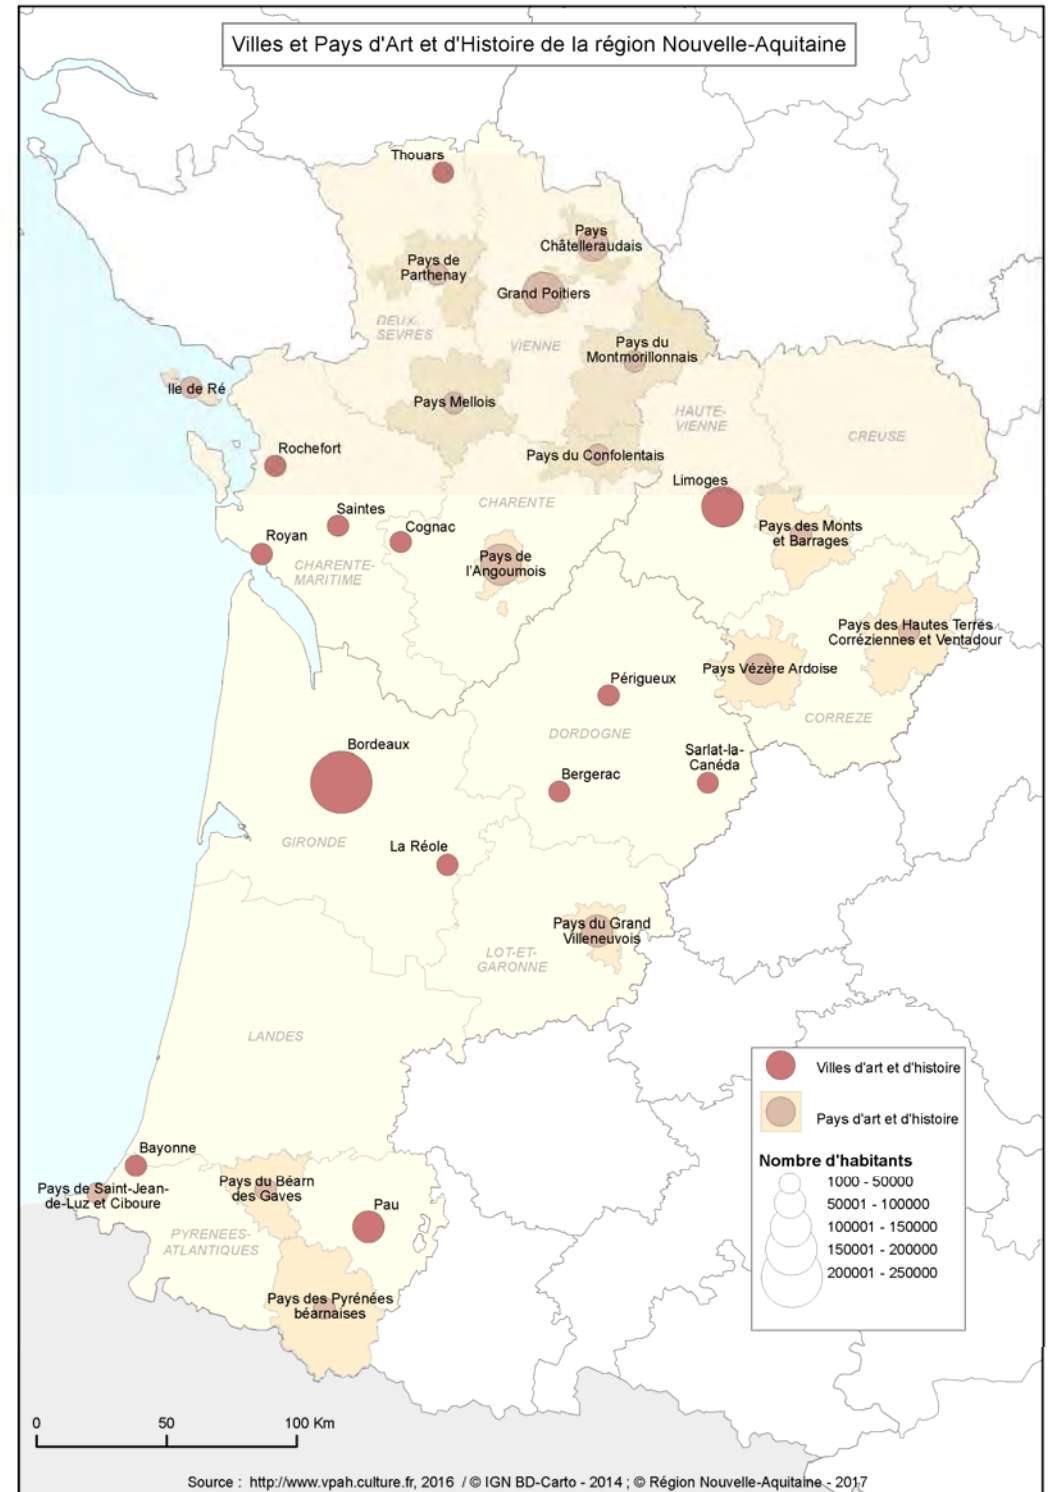 Villes et Pays d'Art et d'Histoire de la région Nouvelle-Aquitaine
Thouars
Pays
Châtelleraudais
Pays de
Parthenay
Grand Poitiers
DEUX-
SEVRES
VIENNE
Pays du
Montmorillonnais
Ile de Ré
Pays Mellois
HAUTE-
VIENNE
CREUSE
Rochefort
Pays du Confolentais
Limoges
CHARENTE
Saintes
Cognac
Royan
Pays des Monts
et Barrages
CHARENTE-
MARITIME
Pays de
l'Angoumois
Pays des Hautes Terres
Corréziennes et Ventadour
Pays Vézère Ardoise
Périgueux
CORREZE
DORDOGNE
Bordeaux
Sarlat-la-
Canéda
Bergerac
GIRONDE
La Réole
Pays du Grand
Villeneuvois
LOT-ET-
GARONNE
LANDES
Villes d'art et d'histoire
Pays d'art et d'histoire
Nombre d'habitants
1000 - 50000
50001 - 100000
100001 - 150000
150001 - 200000
200001 - 250000
Bayonne
Pays de Saint-Jean-
de-Luz et Ciboure
Pays du Béarn
des Gaves
Pau
PYRENEES-
ATLANTIQUES
Pays des Pyrénées
béarnaises
0 50 100 Km
Source : http://www.vpah.culture.fr, 2016 / © IGN BD-Carto - 2014 ; © Région Nouvelle-Aquitaine - 2017